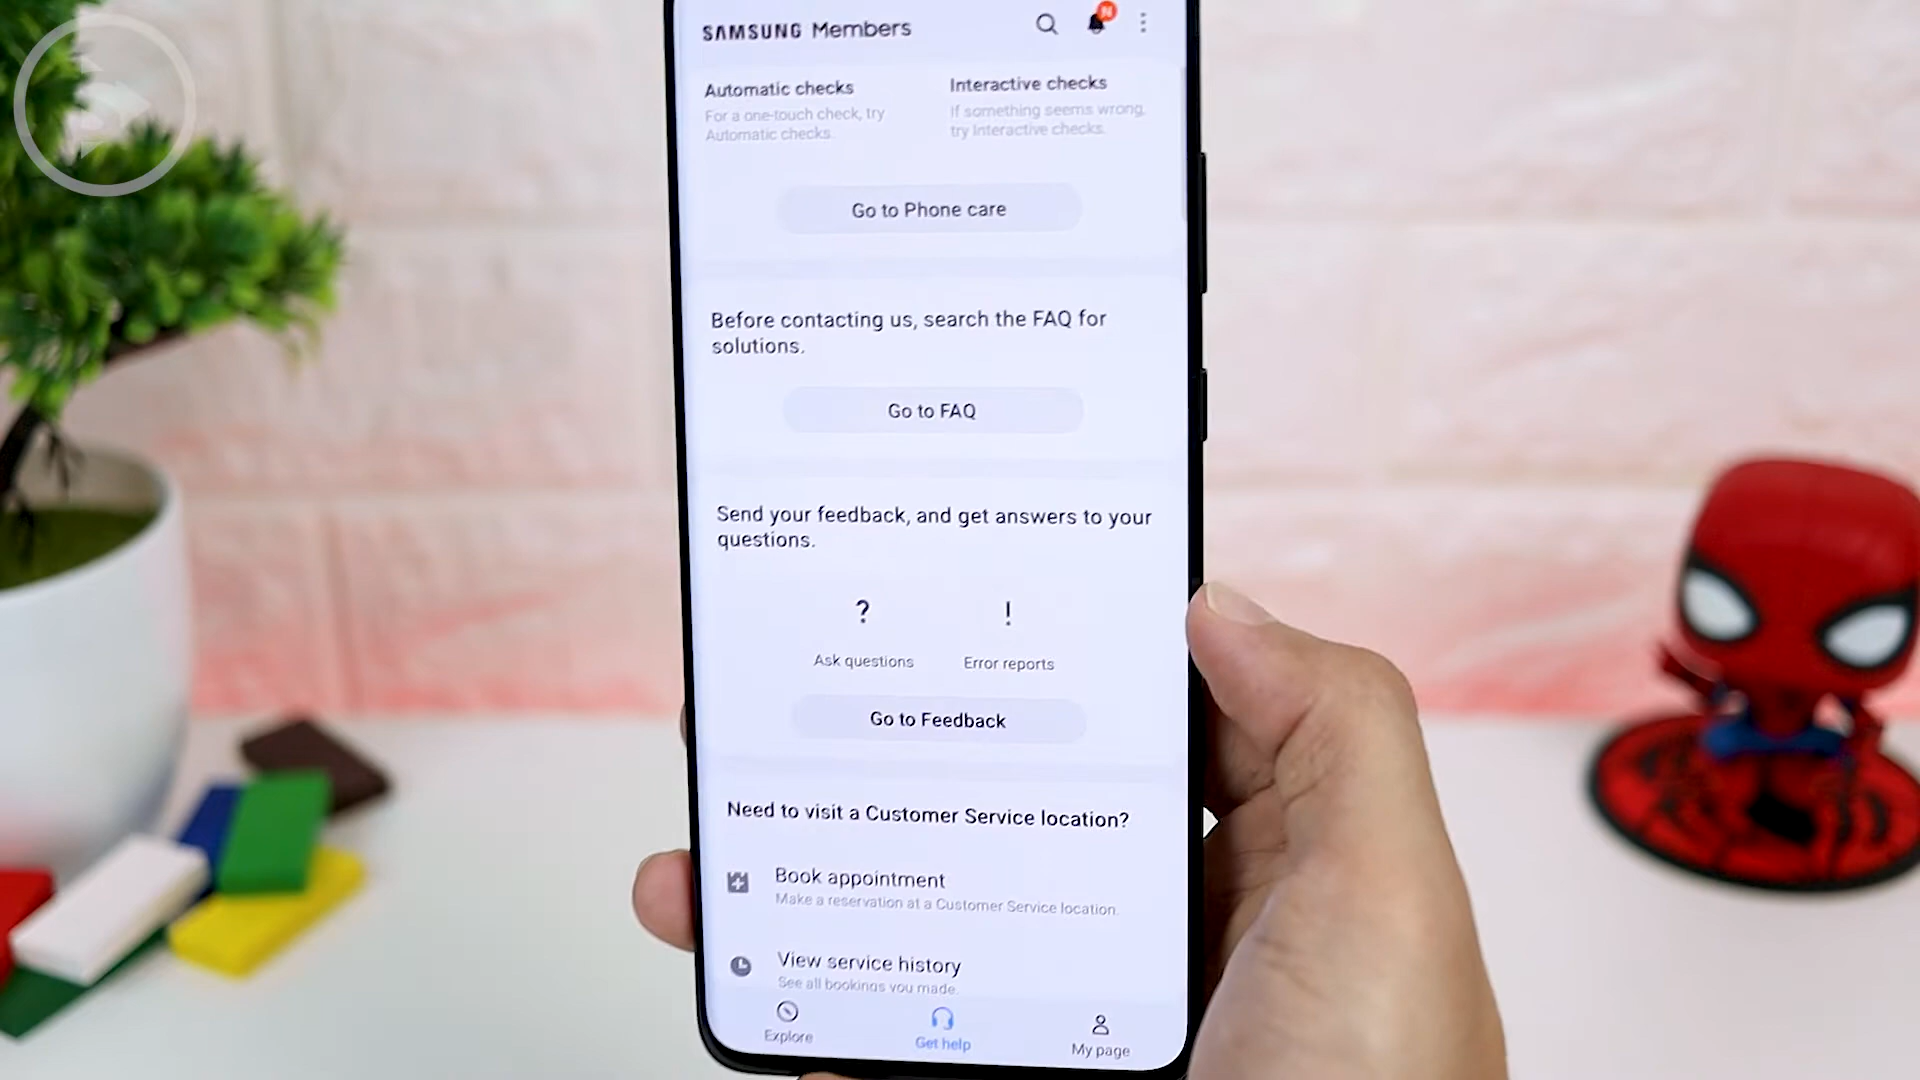 SAMSUNG Members
N
Automatic checks
For a one-touch check, try
Automatic checks.
Interactive checks
If something seems wrong,
try Interactive checks.
Go to Phone care
Before contacting us, search the FAQ for
solutions.
Go to FAQ
Send your feedback, and get answers to your
questions.
?
!
Ask questions
Error reports
Go to Feedback
Need to visit a Customer Service location?
Book appointment
Make a reservation at a Customer Service location.
View service history
See all bookings you made.
Explore
Get help
My page